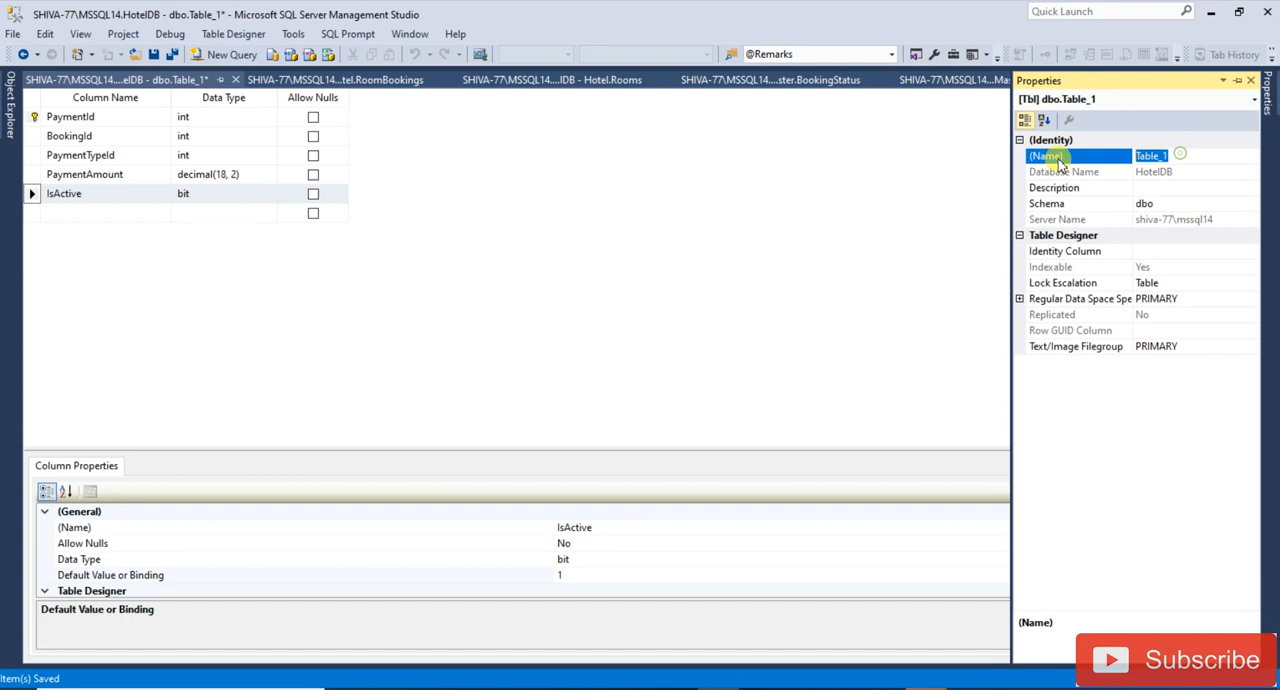 SHIVA-77\MSSQL14.HotelDB - dbo.Table_1* - Microsoft SQL Server Management Studio
Quick Launch
File Edit View Project Debug Table Designer Tools SQL Prompt Window Help
New Query
@Remarks
Tab History
SHIVA-77\MSSQL14....elDB - dbo.Table_1*
SHIVA-77\MSSQL14...tel.RoomBookings
SHIVA-77\MSSQL14...lDB - Hotel.Rooms
SHIVA-77\MSSQL14...ster.BookingStatus
SHIVA-77\MSSQL14...Mas
Object Explorer
Column Name Data Type Allow Nulls
PaymentId int
BookingId int
PaymentTypeId int
PaymentAmount decimal(18, 2)
IsActive bit
Properties
[Tbl] dbo.Table_1
(Identity)
(Name) Table_1
Database Name HotelDB
Description
Schema dbo
Server Name shiva-77\mssql14
Table Designer
Identity Column
Indexable Yes
Lock Escalation Table
Regular Data Space Spe PRIMARY
Replicated No
Row GUID Column
Text/Image Filegroup PRIMARY
(Name)
Properties
Column Properties
(General)
(Name) IsActive
Allow Nulls No
Data Type bit
Default Value or Binding 1
Table Designer
Default Value or Binding
Item(s) Saved
Subscribe